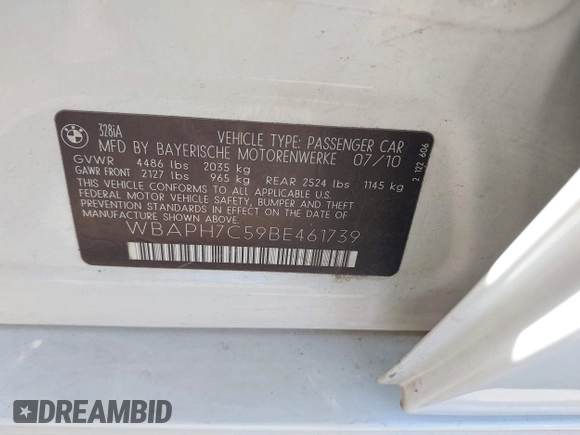 BMW
328iA
VEHICLE TYPE: PASSENGER CAR
MFD BY BAYERISCHE MOTORENWERKE 07/10
GVWR 4486 lbs 2035 kg
GAWR FRONT 2127 lbs 965 kg REAR 2524 lbs 1145 kg
THIS VEHICLE CONFORMS TO ALL APPLICABLE U.S.
FEDERAL MOTOR VEHICLE SAFETY, BUMPER, AND THEFT
PREVENTION STANDARDS IN EFFECT ON THE DATE OF
MANUFACTURE SHOWN ABOVE.
WBAPH7C59BE461739
2 122 606
DREAMBID